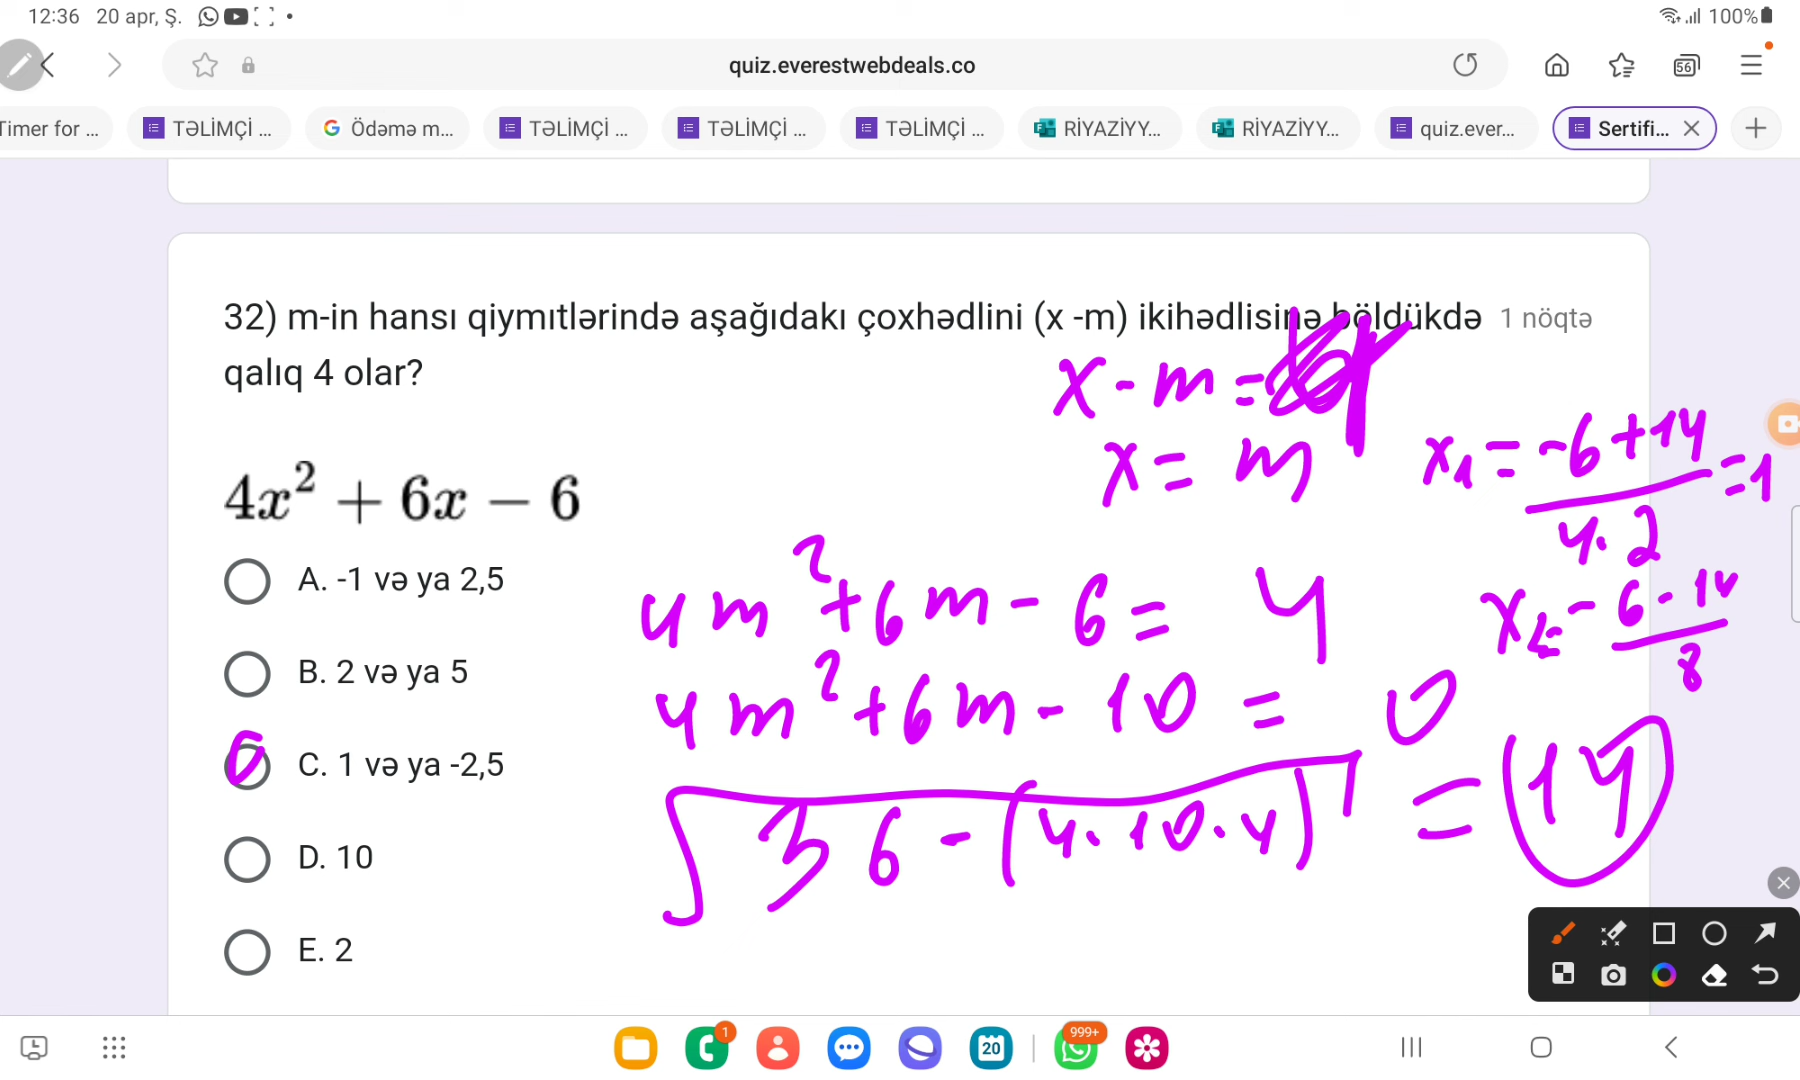 12:36 20 apr, Ş. 100%
quiz.everestwebdeals.co
56
Timer for ... TƏLİMÇİ ... Ödəmə m... TƏLİMÇİ ... TƏLİMÇİ ... TƏLİMÇİ ... RİYAZİYY... RİYAZİYY... quiz.ever... Sertifi...
32) m-in hansı qiymıtlərində aşağıdakı çoxhədlini (x -m) ikihədlisinə böldükdə 1 nöqtə
qalıq 4 olar?
x - m =
x = m
x₁ = -6+14 / 4·2 = 1
4x² + 6x − 6
A. -1 və ya 2,5
4m² + 6m - 6 = 4
x₂ = -6-14 / 8
B. 2 və ya 5
4m² + 6m - 10 = 0
C. 1 və ya -2,5
√36 - (4·10·4) = 14
D. 10
E. 2
1
20
999+